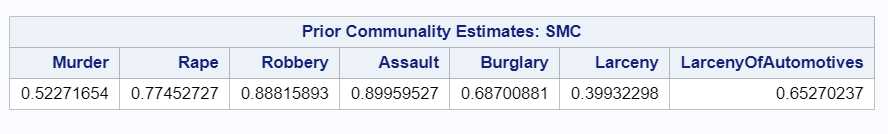 Prior Communality Estimates: SMC
Murder Rape Robbery Assault Burglary Larceny LarcenyOfAutomotives
0.52271654 0.77452727 0.88815893 0.89959527 0.68700881 0.39932298 0.65270237